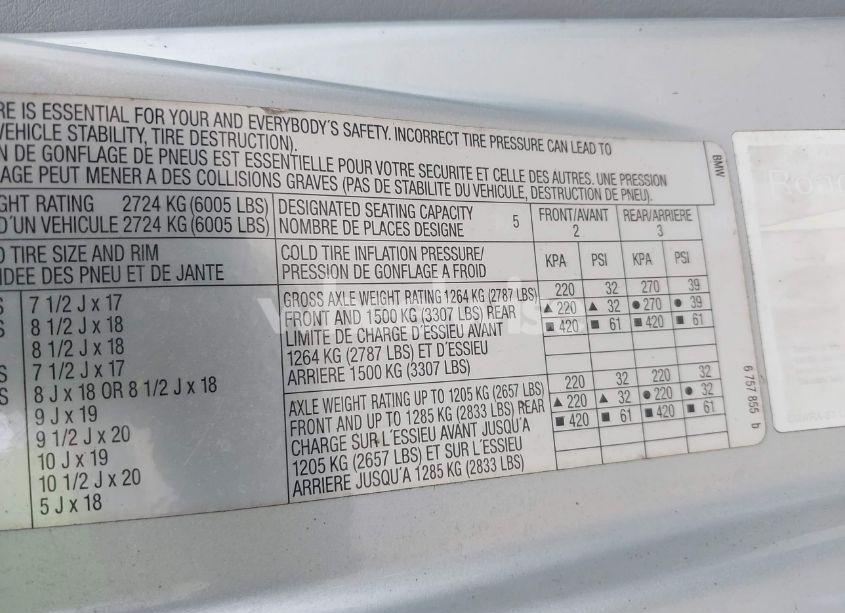 RE IS ESSENTIAL FOR YOUR AND EVERYBODY'S SAFETY. INCORRECT TIRE PRESSURE CAN LEAD TO
VEHICLE STABILITY, TIRE DESTRUCTION).
N DE GONFLAGE DE PNEUS EST ESSENTIELLE POUR VOTRE SECURITE ET CELLE DES AUTRES. UNE PRESSION
LAGE PEUT MENER A DES COLLISIONS GRAVES (PAS DE STABILITE DU VEHICULE, DESTRUCTION DE PNEU).
BMW
GHT RATING 2724 KG (6005 LBS)
D'UN VEHICULE 2724 KG (6005 LBS)
DESIGNATED SEATING CAPACITY
NOMBRE DE PLACES DESIGNE 5
FRONT/AVANT
2
REAR/ARRIERE
3
TIRE SIZE AND RIM
IDEE DES PNEU ET DE JANTE
COLD TIRE INFLATION PRESSURE/
PRESSION DE GONFLAGE A FROID
KPA PSI KPA PSI
S 7 1/2 J x 17
S 8 1/2 J x 18
8 1/2 J x 18
S 7 1/2 J x 17
S 8 J x 18 OR 8 1/2 J x 18
9 J x 19
9 1/2 J x 20
10 J x 19
10 1/2 J x 20
5 J x 18
GROSS AXLE WEIGHT RATING 1264 KG (2787 LBS)
FRONT AND 1500 KG (3307 LBS) REAR
LIMITE DE CHARGE D'ESSIEU AVANT
1264 KG (2787 LBS) ET D'ESSIEU
ARRIERE 1500 KG (3307 LBS)
220 32 270 39
▲ 220 ▲ 32 ● 270 ● 39
■ 420 ■ 61 ■ 420 ■ 61
AXLE WEIGHT RATING UP TO 1205 KG (2657 LBS)
FRONT AND UP TO 1285 KG (2833 LBS) REAR
CHARGE SUR L'ESSIEU AVANT JUSQU'A
1205 KG (2657 LBS) ET SUR L'ESSIEU
ARRIERE JUSQU'A 1285 KG (2833 LBS)
220 32 220 32
▲ 220 ▲ 32 ● 220 ● 32
■ 420 ■ 61 ■ 420 ■ 61
6 757 855 b